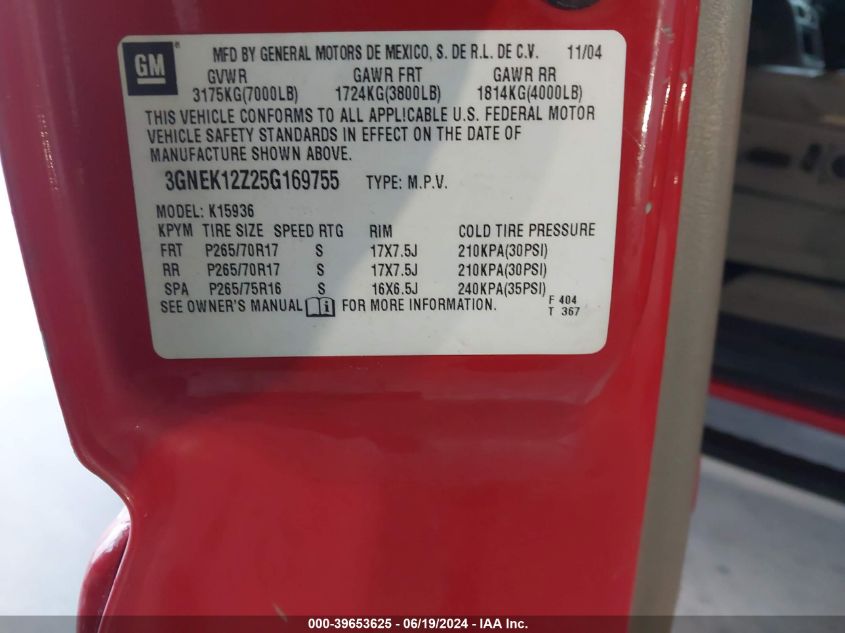 GM ® MFD BY GENERAL MOTORS DE MEXICO, S. DE R.L. DE C.V. 11/04
GVWR GAWR FRT GAWR RR
3175KG(7000LB) 1724KG(3800LB) 1814KG(4000LB)
THIS VEHICLE CONFORMS TO ALL APPLICABLE U.S. FEDERAL MOTOR
VEHICLE SAFETY STANDARDS IN EFFECT ON THE DATE OF
MANUFACTURE SHOWN ABOVE.
3GNEK12Z25G169755 TYPE: M.P.V.
MODEL: K15936
KPYM TIRE SIZE SPEED RTG RIM COLD TIRE PRESSURE
FRT P265/70R17 S 17X7.5J 210KPA(30PSI)
RR P265/70R17 S 17X7.5J 210KPA(30PSI)
SPA P265/75R16 S 16X6.5J 240KPA(35PSI)
SEE OWNER'S MANUAL i FOR MORE INFORMATION. F 404
T 367
000-39653625 - 06/19/2024 - IAA Inc.